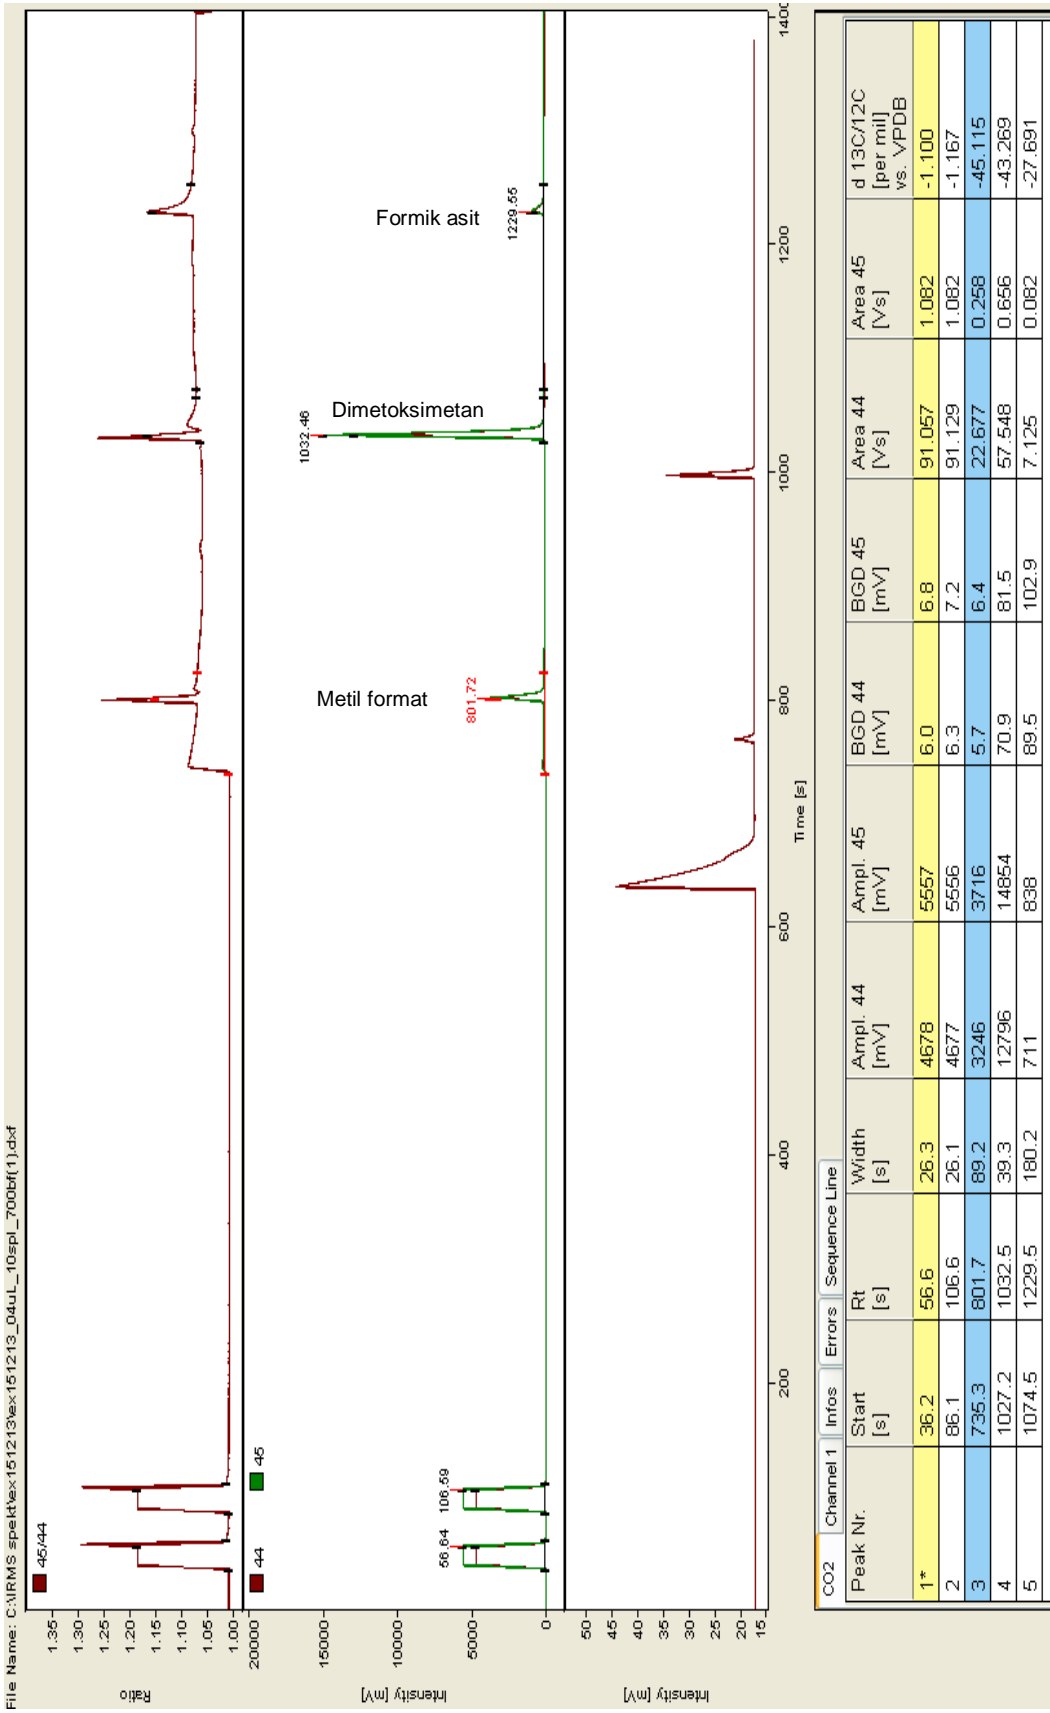 File Name: C:\IRMS spekt\ex151213\ex151213_04uL_10spl_700bf(1).dxf
45/44
Ratio
1.35
1.30
1.25
1.20
1.15
1.10
1.05
1.00
44
45
Intensity [mV]
20000
15000
10000
5000
0
56.64
106.59
801.72
1032.46
1229.55
Metil format
Dimetoksimetan
Formik asit
Intensity [mV]
50
45
40
35
30
25
20
15
200
400
600
800
1000
1200
1400
Time [s]
CO2 Channel 1 Infos Errors Sequence Line
Peak Nr. Start [s] Rt [s] Width [s] Ampl. 44 [mV] Ampl. 45 [mV] BGD 44 [mV] BGD 45 [mV] Area 44 [Vs] Area 45 [Vs] d 13C/12C [per mil] vs. VPDB
1* 36.2 56.6 26.3 4678 5557 6.0 6.8 91.057 1.082 -1.100
2 86.1 106.6 26.1 4677 5556 6.3 7.2 91.129 1.082 -1.167
3 735.3 801.7 89.2 3246 3716 5.7 6.4 22.677 0.258 -45.115
4 1027.2 1032.5 39.3 12796 14854 70.9 81.5 57.548 0.656 -43.269
5 1074.5 1229.5 180.2 711 838 89.5 102.9 7.125 0.082 -27.691